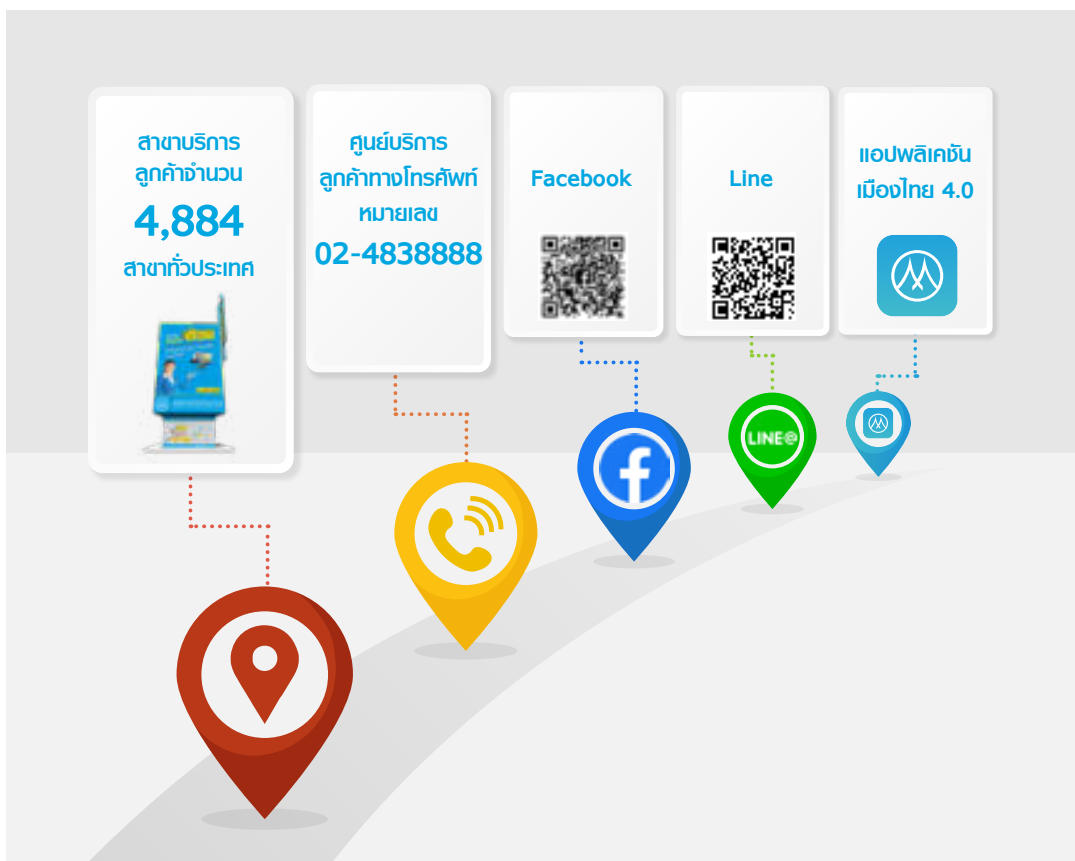 สาขาบริการ
ลูกค้าจำนวน
4,884
สาขาทั่วประเทศ
ศูนย์บริการ
ลูกค้าทางโทรศัพท์
หมายเลข
02-4838888
Facebook
Line
แอปพลิเคชัน
เมืองไทย 4.0
LINE@